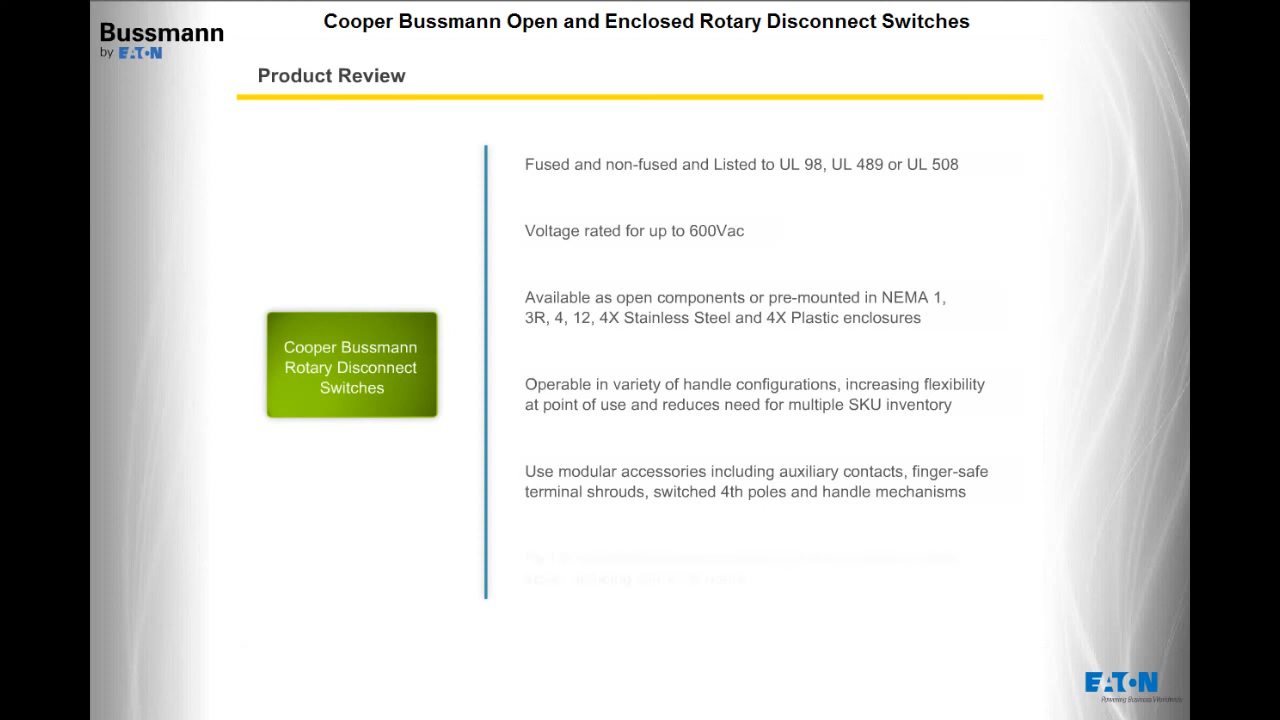 Cooper Bussmann Open and Enclosed Rotary Disconnect Switches
Bussmann
by EATON
Product Review
Fused and non-fused and Listed to UL 98, UL 489 or UL 508
Voltage rated for up to 600Vac
Available as open components or pre-mounted in NEMA 1,
3R, 4, 12, 4X Stainless Steel and 4X Plastic enclosures
Cooper Bussmann
Rotary Disconnect
Switches
Operable in variety of handle configurations, increasing flexibility
at point of use and reduces need for multiple SKU inventory
Use modular accessories including auxiliary contacts, finger-safe
terminal shrouds, switched 4th poles and handle mechanisms
EATON
Powering Business Worldwide